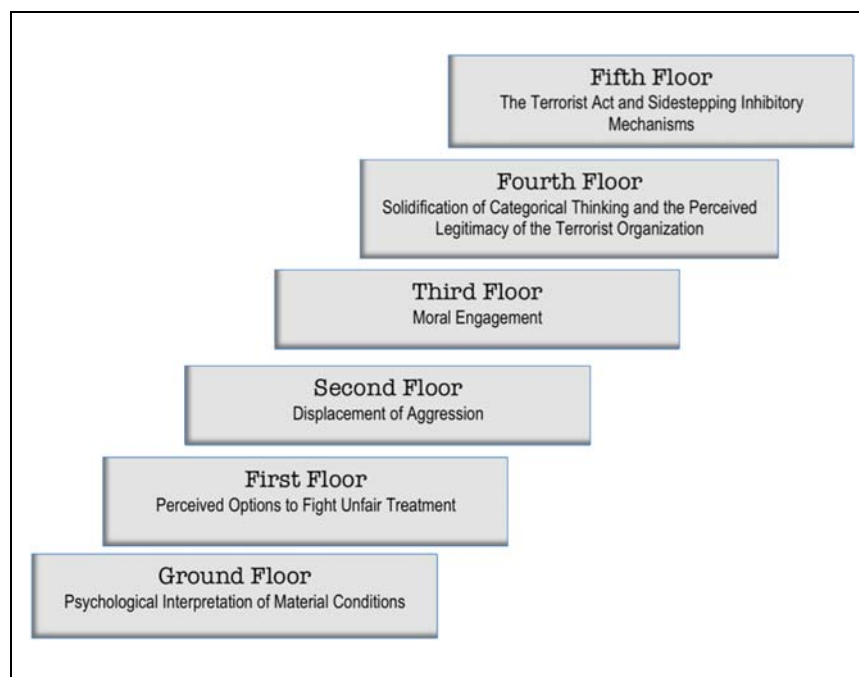 Fifth Floor
The Terrorist Act and Sidestepping Inhibitory
Mechanisms
Fourth Floor
Solidification of Categorical Thinking and the Perceived
Legitimacy of the Terrorist Organization
Third Floor
Moral Engagement
Second Floor
Displacement of Aggression
First Floor
Perceived Options to Fight Unfair Treatment
Ground Floor
Psychological Interpretation of Material Conditions